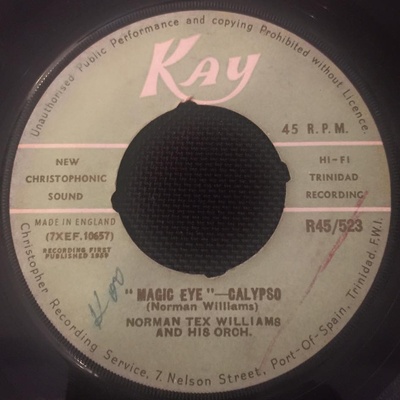 Unauthorised Public Performance and copying Prohibited without Licence.
Kay
45 R.P.M.
NEW
CHRISTOPHONIC
SOUND
HI-FI
TRINIDAD
RECORDING
MADE IN ENGLAND
(7XEF.10657)
RECORDING FIRST
PUBLISHED 1959
R45/523
"MAGIC EYE"—CALYPSO
(Norman Williams)
NORMAN TEX WILLIAMS
AND HIS ORCH.
Christopher Recording Service, 7, Nelson Street, Port-Of-Spain, Trinidad, F.W.I.